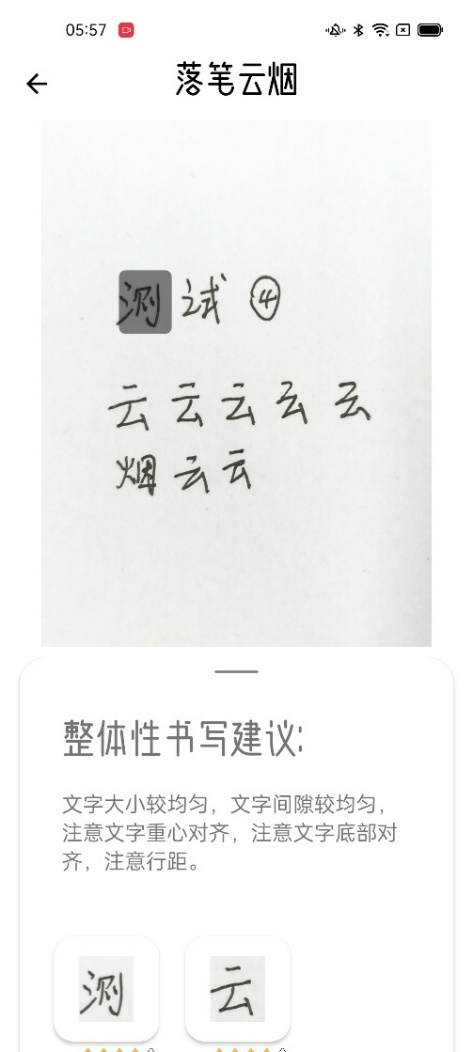 05:57
落笔云烟
测试④
云云云云云
烟云云
整体性书写建议:
文字大小较均匀，文字间隙较均匀，
注意文字重心对齐，注意文字底部对
齐，注意行距。
测 云